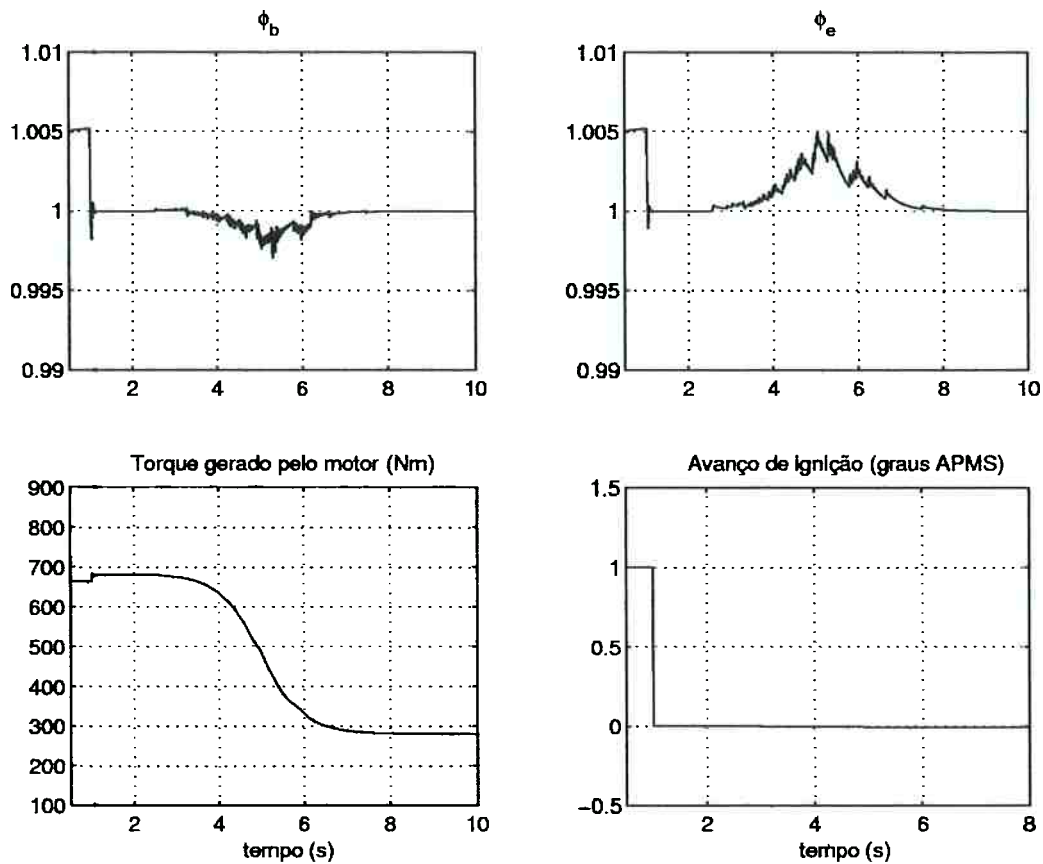 ϕb
1.01
1.005
1
0.995
0.99
2 4 6 8 10
ϕe
1.01
1.005
1
0.995
0.99
2 4 6 8 10
Torque gerado pelo motor (Nm)
900
800
700
600
500
400
300
200
100
2 4 6 8 10
tempo (s)
Avanço de ignição (graus APMS)
1.5
1
0.5
0
−0.5
2 4 6 8
tempo (s)